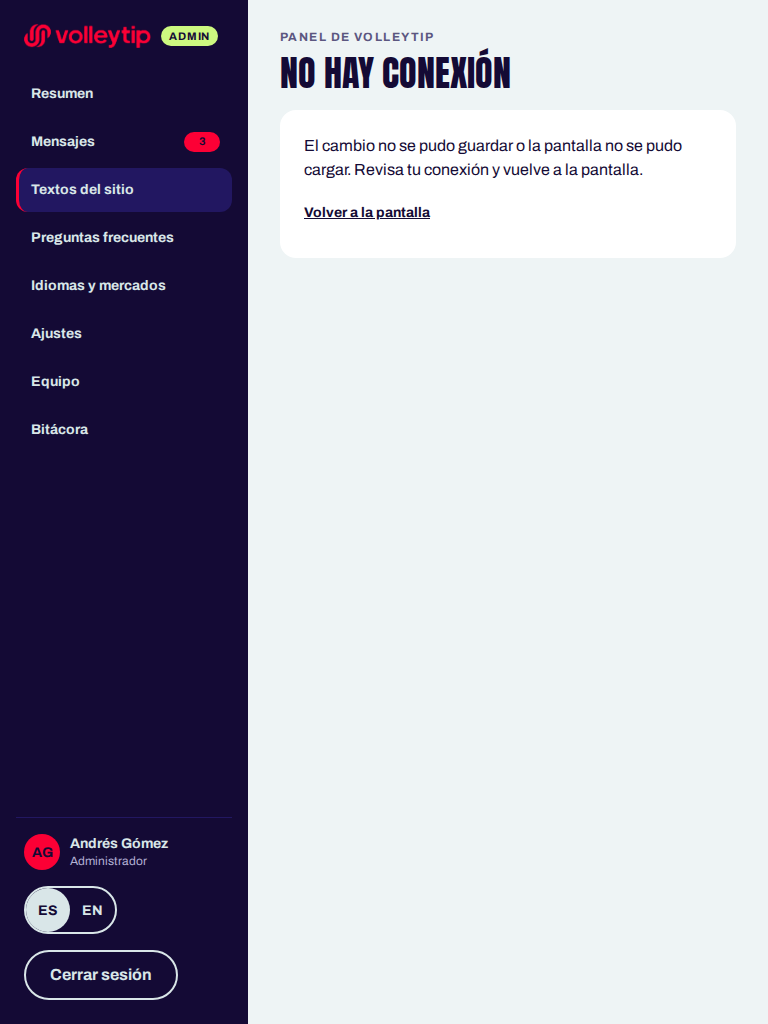 volleytip ADMIN
Resumen
Mensajes 3
Textos del sitio
Preguntas frecuentes
Idiomas y mercados
Ajustes
Equipo
Bitácora
AG Andrés Gómez
Administrador
ES EN
Cerrar sesión
PANEL DE VOLLEYTIP
NO HAY CONEXIÓN
El cambio no se pudo guardar o la pantalla no se pudo
cargar. Revisa tu conexión y vuelve a la pantalla.
Volver a la pantalla